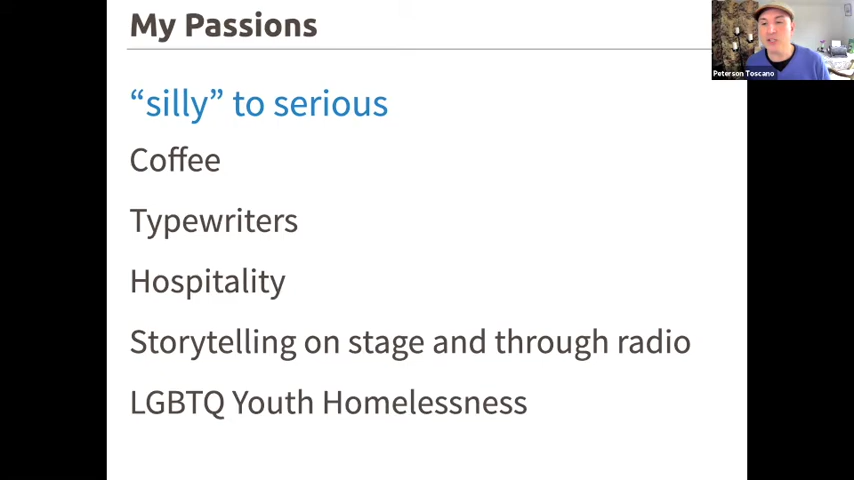 My Passions
Peterson Toscano
“silly” to serious
Coffee
Typewriters
Hospitality
Storytelling on stage and through radio
LGBTQ Youth Homelessness